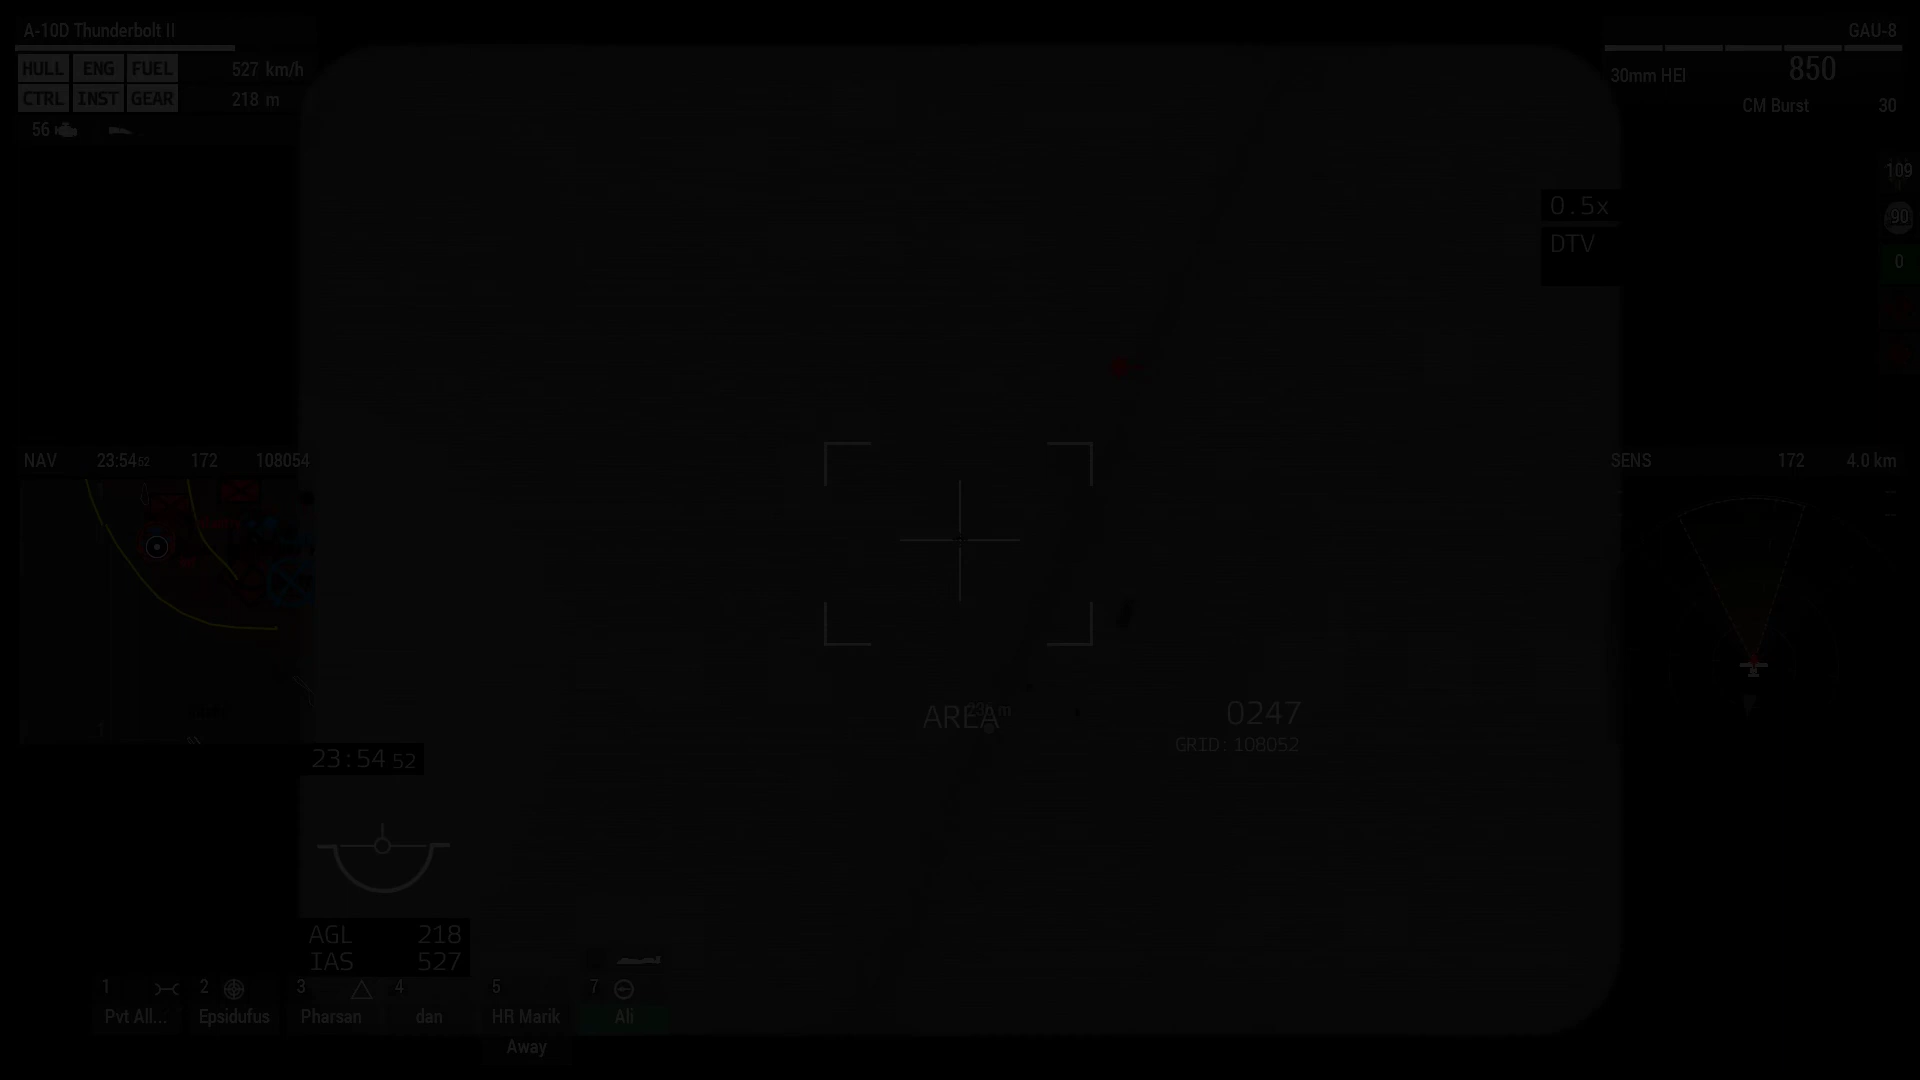 A-10D Thunderbolt II
HULL ENG FUEL 527 km/h
CTRL INST GEAR 218 m
56
GAU-8
30mm HEI 850
CM Burst 30
109
90
0
0.5x
DTV
NAV 23:54 52 172 108054
SENS 172 4.0 km
AREA
236 m
0247
GRID:108052
23:54 52
AGL 218
IAS 527
1 2 3 4 5 7
Pvt All... Epsidufus Pharsan dan HR Marik Ali
Away